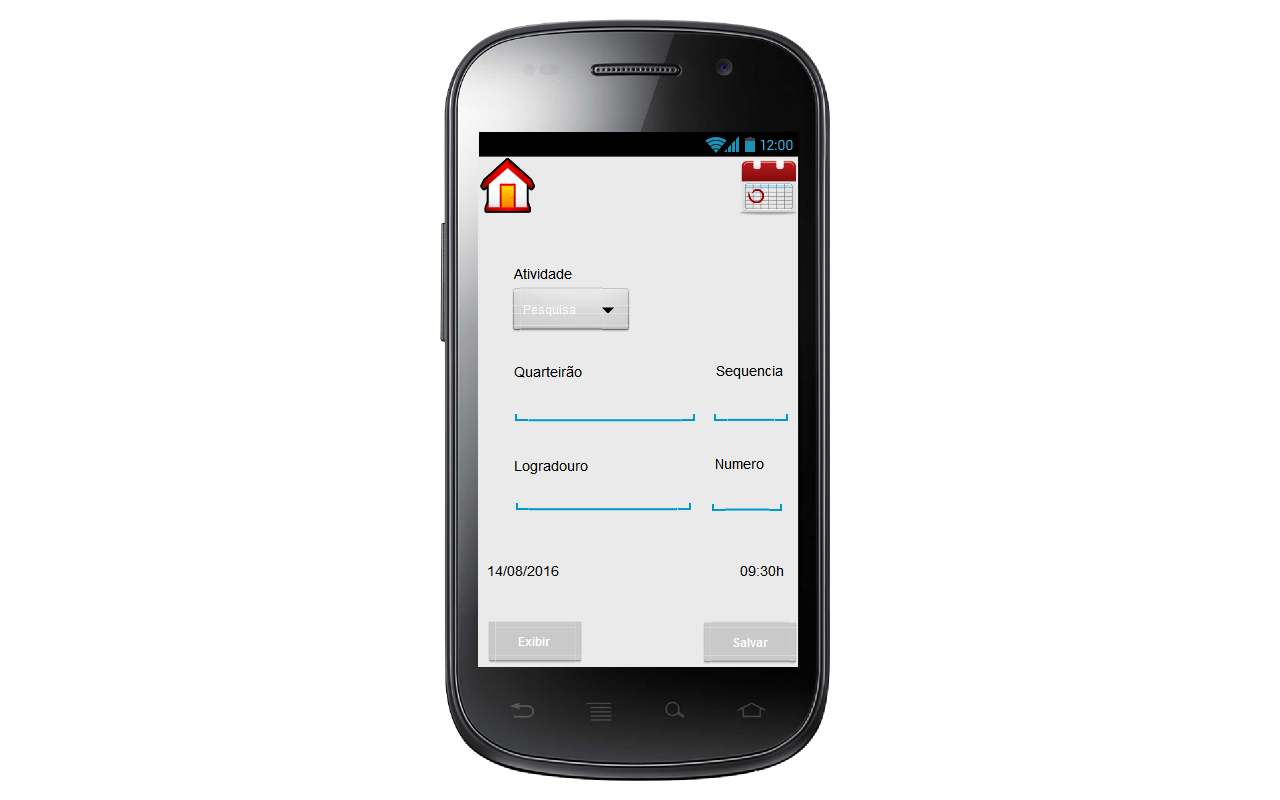 12:00
Atividade
Pesquisa
Quarteirão Sequencia
Logradouro Numero
14/08/2016 09:30h
Exibir Salvar